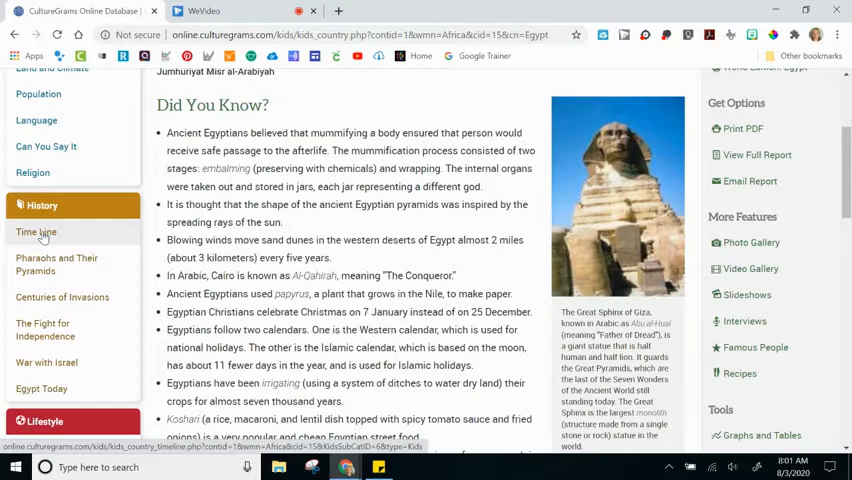 CultureGrams Online Database |
WeVideo
Not secure
online.culturegrams.com/kids/kids_country.php?contid=1&wmn=Africa&cid=15&cn=Egypt
Apps
Home
Google Trainer
Other bookmarks
Land and Climate
Population
Language
Can You Say It
Religion
History
Time Line
Pharaohs and Their
Pyramids
Centuries of Invasions
The Fight for
Independence
War with Israel
Egypt Today
Lifestyle
Jumhuriyat Misr al-Arabiyah
Did You Know?
Ancient Egyptians believed that mummifying a body ensured that person would
receive safe passage to the afterlife. The mummification process consisted of two
stages: embalming (preserving with chemicals) and wrapping. The internal organs
were taken out and stored in jars, each jar representing a different god.
It is thought that the shape of the ancient Egyptian pyramids was inspired by the
spreading rays of the sun.
Blowing winds move sand dunes in the western deserts of Egypt almost 2 miles
(about 3 kilometers) every five years.
In Arabic, Cairo is known as Al-Qahirah, meaning "The Conqueror."
Ancient Egyptians used papyrus, a plant that grows in the Nile, to make paper.
Egyptian Christians celebrate Christmas on 7 January instead of on 25 December.
Egyptians follow two calendars. One is the Western calendar, which is used for
national holidays. The other is the Islamic calendar, which is based on the moon,
has about 11 fewer days in the year, and is used for Islamic holidays.
Egyptians have been irrigating (using a system of ditches to water dry land) their
crops for almost seven thousand years.
Koshari (a rice, macaroni, and lentil dish topped with spicy tomato sauce and fried
onions) is a very popular and cheap Egyptian street food.
The Great Sphinx of Giza,
known in Arabic as Abu al-Hual
(meaning "Father of Dread"), is
a giant statue that is half
human and half lion. It guards
the Great Pyramids, which are
the last of the Seven Wonders
of the Ancient World still
standing today. The Great
Sphinx is the largest monolith
(structure made from a single
stone or rock) statue in the
world.
World Edition: Egypt
Get Options
Print PDF
View Full Report
Email Report
More Features
Photo Gallery
Video Gallery
Slideshows
Interviews
Famous People
Recipes
Tools
Graphs and Tables
online.culturegrams.com/kids/kids_country_timeline.php?contid=1&wmn=Africa&cid=15&KidsSubCatID=6&type=Kids
Type here to search
8:01 AM
8/3/2020